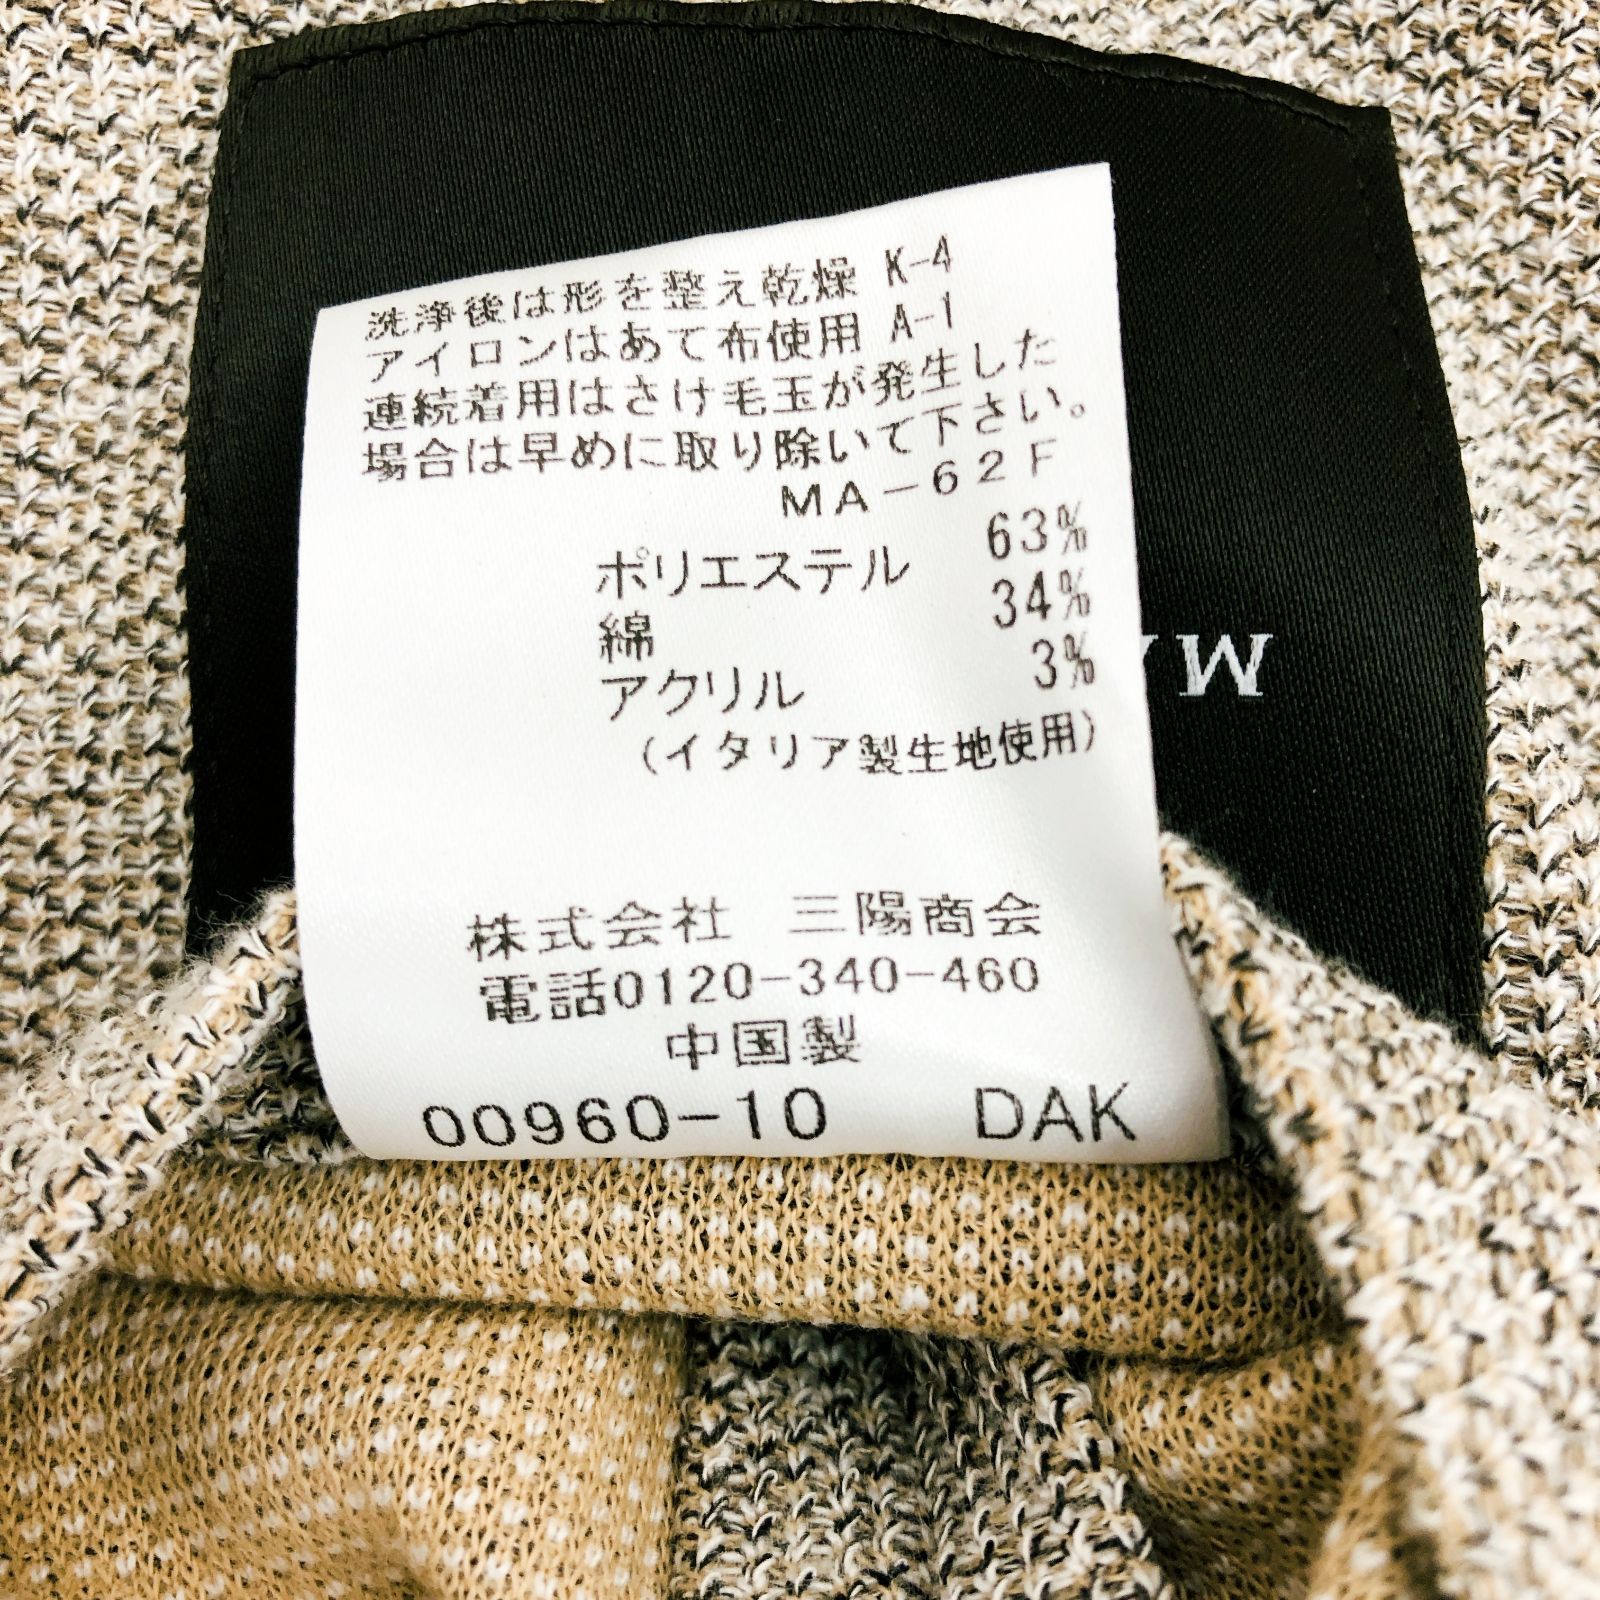 洗浄後は形を整え乾燥 K-4
アイロンはあて布使用 A-1
連続着用はさけ毛玉が発生した
場合は早めに取り除いて下さい。
MA-62F
ポリエステル 63%
綿 34%
アクリル 3%
(イタリア製生地使用)
株式会社 三陽商会
電話0120-340-460
中国製
00960-10 DAK